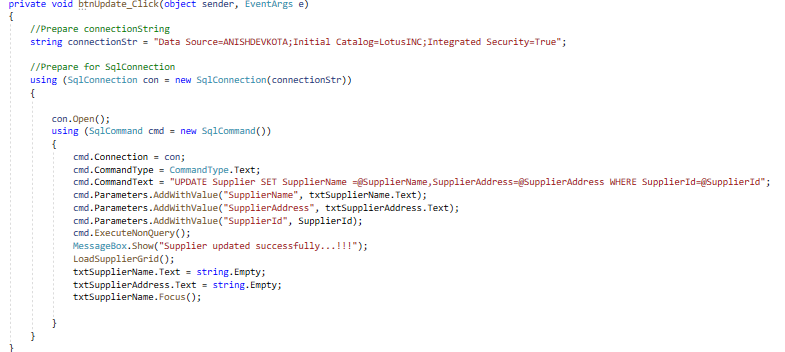 private void btnUpdate_Click(object sender, EventArgs e)
{
//Prepare connectionString
string connectionStr = "Data Source=ANISHDEVKOTA;Initial Catalog=LotusINC;Integrated Security=True";
//Prepare for SqlConnection
using (SqlConnection con = new SqlConnection(connectionStr))
{
con.Open();
using (SqlCommand cmd = new SqlCommand())
{
cmd.Connection = con;
cmd.CommandType = CommandType.Text;
cmd.CommandText = "UPDATE Supplier SET SupplierName =@SupplierName,SupplierAddress=@SupplierAddress WHERE SupplierId=@SupplierId";
cmd.Parameters.AddWithValue("SupplierName", txtSupplierName.Text);
cmd.Parameters.AddWithValue("SupplierAddress", txtSupplierAddress.Text);
cmd.Parameters.AddWithValue("SupplierId", SupplierId);
cmd.ExecuteNonQuery();
MessageBox.Show("Supplier updated successfully...!!!");
LoadSupplierGrid();
txtSupplierName.Text = string.Empty;
txtSupplierAddress.Text = string.Empty;
txtSupplierName.Focus();
}
}
}